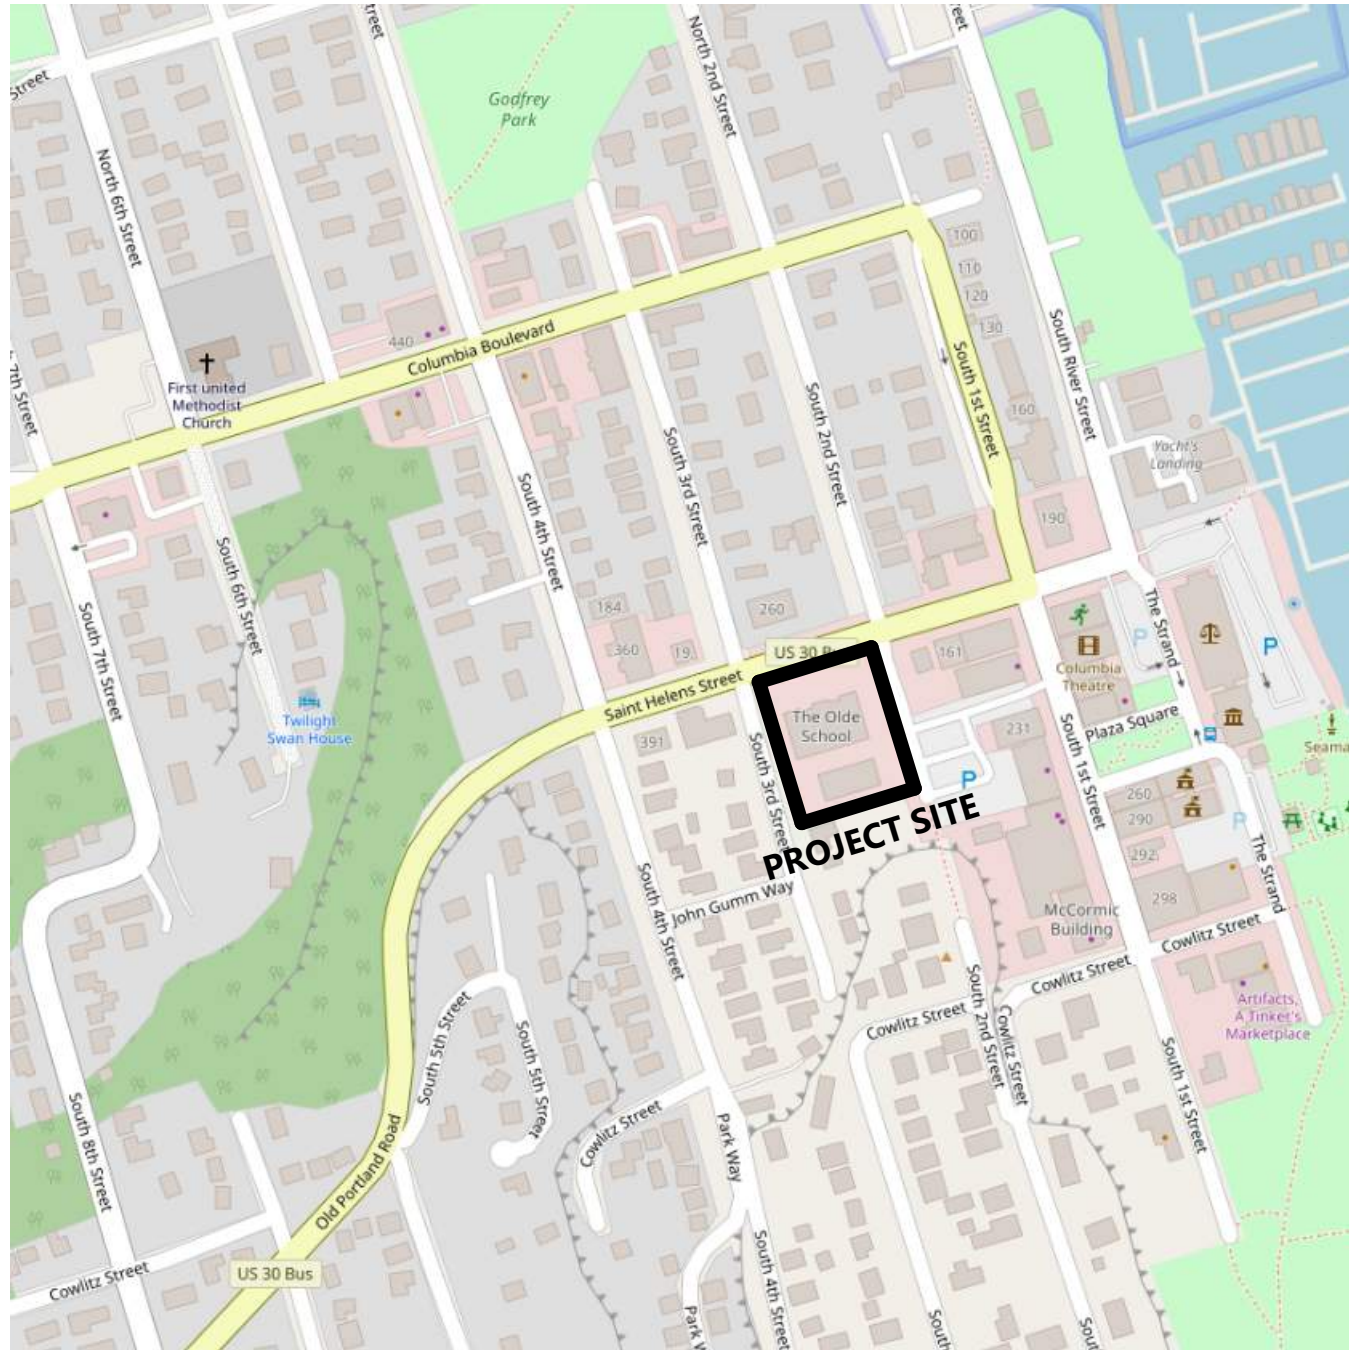 Street
reet
North 2nd Street
reet
Godfrey
Park
North 6th Street
100
110
120
130
South River Street
440
Columbia Boulevard
South 1st Street
First united
Methodist
Church
7th Street
South 2nd Street
160
South 3rd Street
Yacht's
Landing
South 4th Street
190
South 6th Street
South 7th Street
184
260
The Strand
P
P
360
19
US 30 B
161
Columbia
Theatre
Saint Helens Street
Twilight
Swan House
391
The Olde
School
231
Plaza Square
Seama
South 3rd Street
P
South 1st Street
260
290
P
PROJECT SITE
292
The Strand
John Gumm Way
South 4th Street
298
McCormic
Building
Cowlitz Street
Cowlitz Street
South 2nd Street
Artifacts,
A Tinker's
Marketplace
Cowlitz Street
Cowlitz Street
South 5th Street
South 5th Street
South 1st Street
South 8th Street
Cowlitz Street
Park Way
Old Portland Road
South 4th Street
US 30 Bus
Cowlitz Street
Park W
South
Sout